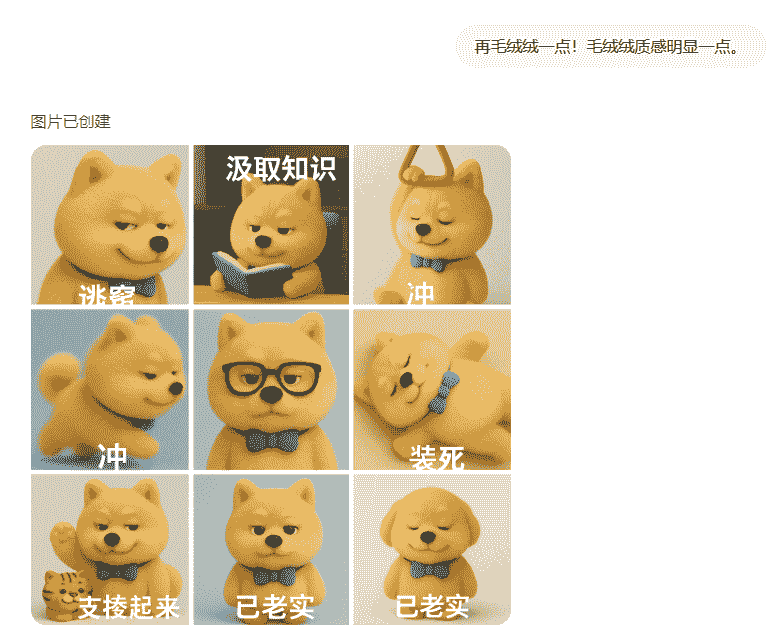 再毛绒绒一点！毛绒绒质感明显一点。
图片已创建
汲取知识
逃窜
冲
冲
装死
支棱起来
已老实
已老实